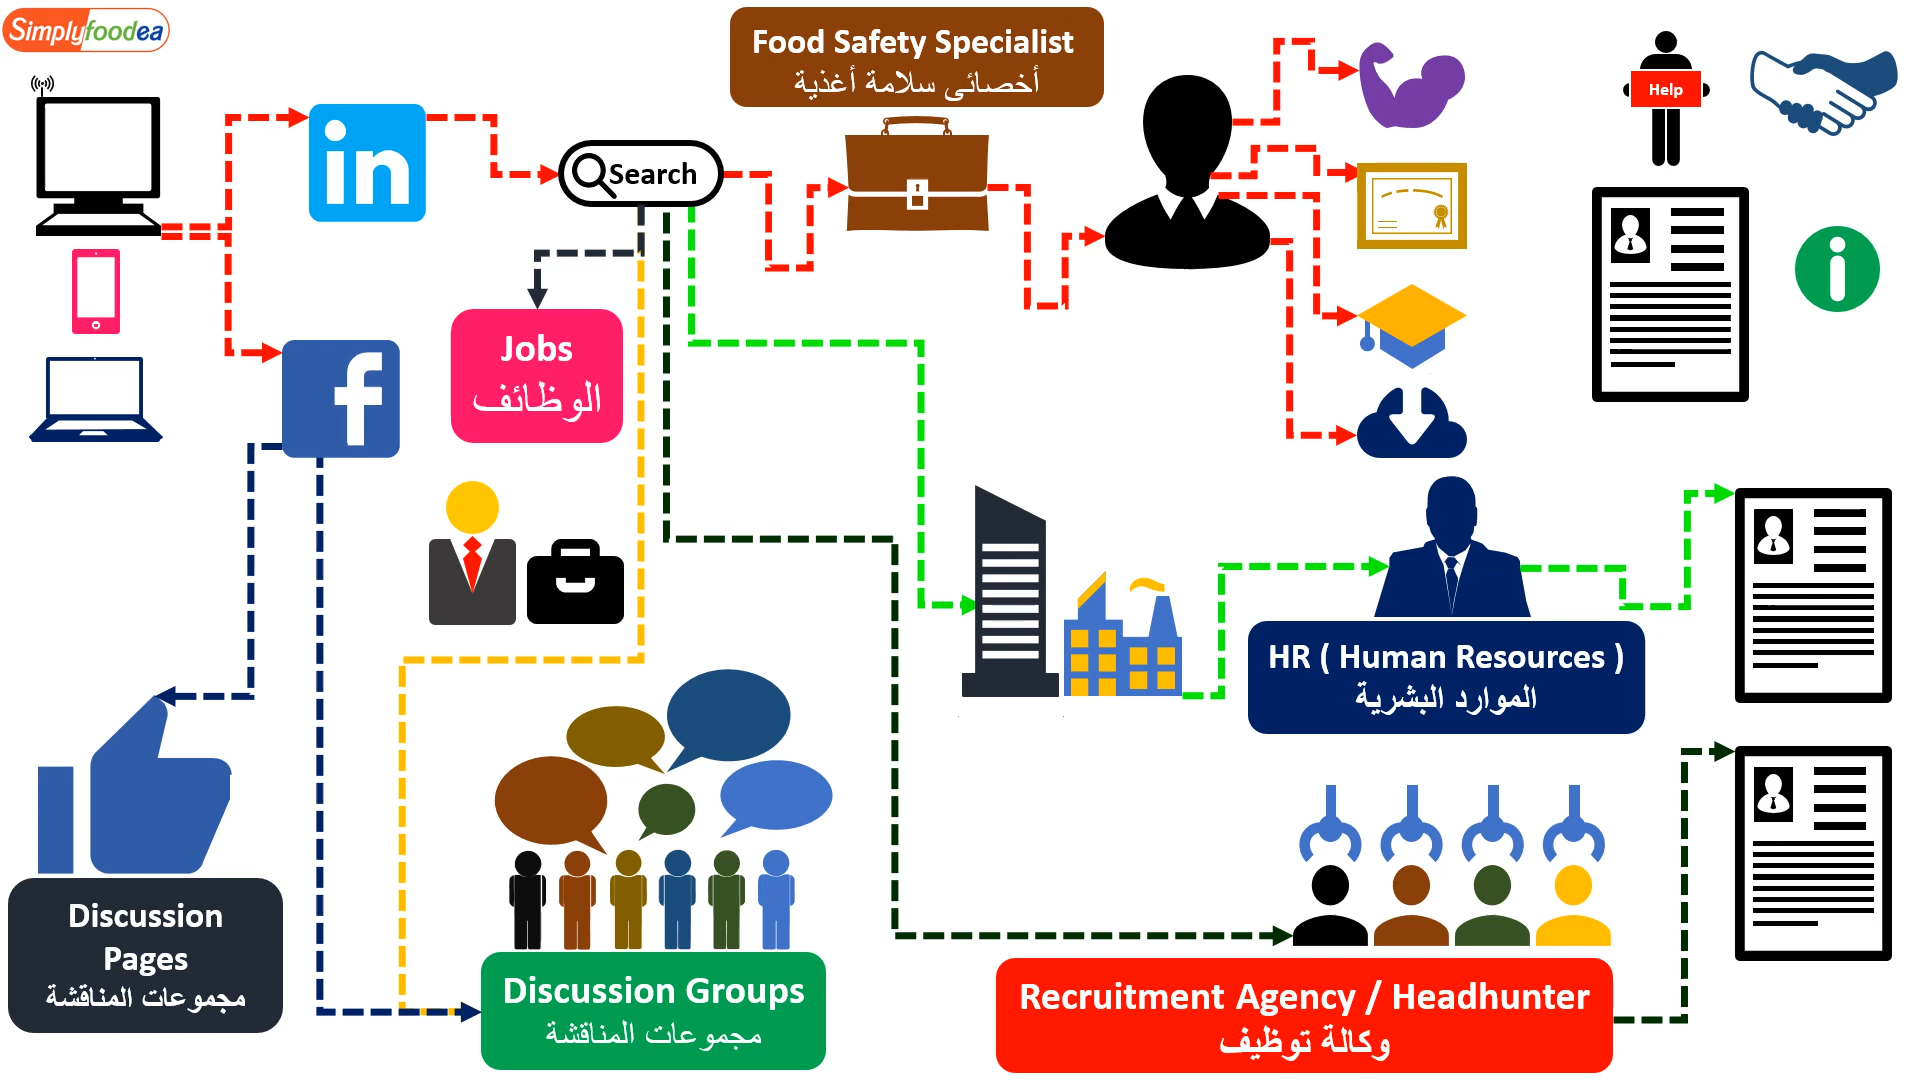 Simplyfoodea
Food Safety Specialist
أخصائى سلامة أغذية
Help
in
Search
Jobs
الوظائف
f
i
HR ( Human Resources )
الموارد البشرية
Discussion
Pages
مجموعات المناقشة
Discussion Groups
مجموعات المناقشة
Recruitment Agency / Headhunter
وكالة توظيف